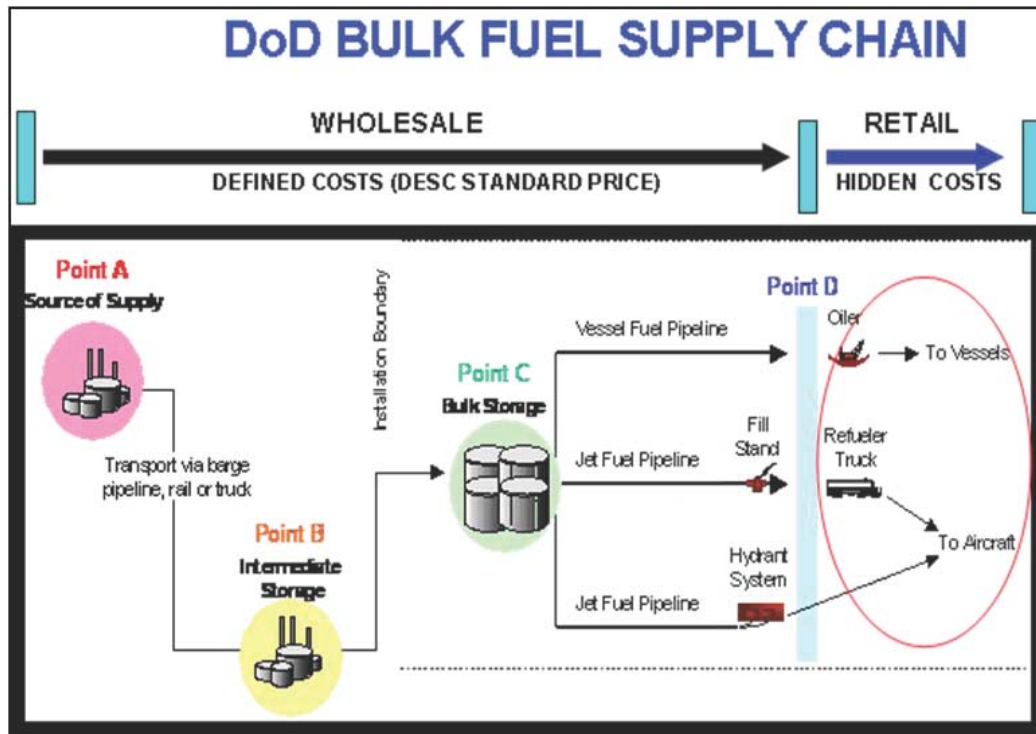 DoD BULK FUEL SUPPLY CHAIN
WHOLESALE
RETAIL
DEFINED COSTS (DESC STANDARD PRICE)
HIDDEN COSTS
Point A
Source of Supply
Transport via barge
pipeline, rail or truck
Point B
Intermediate
Storage
Installation Boundary
Point C
Bulk Storage
Vessel Fuel Pipeline
Jet Fuel Pipeline
Fill
Stand
Jet Fuel Pipeline
Hydrant
System
Point D
Oiler
To Vessels
Refueler
Truck
To Aircraft